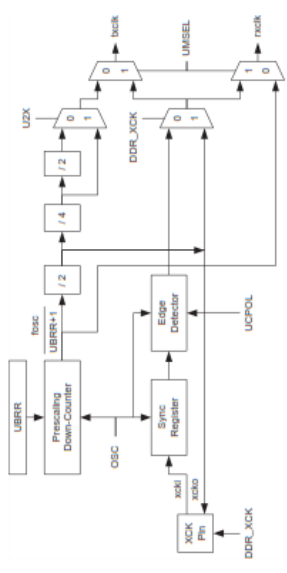 UBRR
fosc
Prescaling
Down-Counter
UBRR+1
/ 2
/ 4
/ 2
U2X
0
1
0
1
txclk
OSC
DDR_XCK
0
1
UMSEL
XCK
Pin
xcki
xcko
Sync
Register
Edge
Detector
DDR_XCK
UCPOL
1
0
rxclk